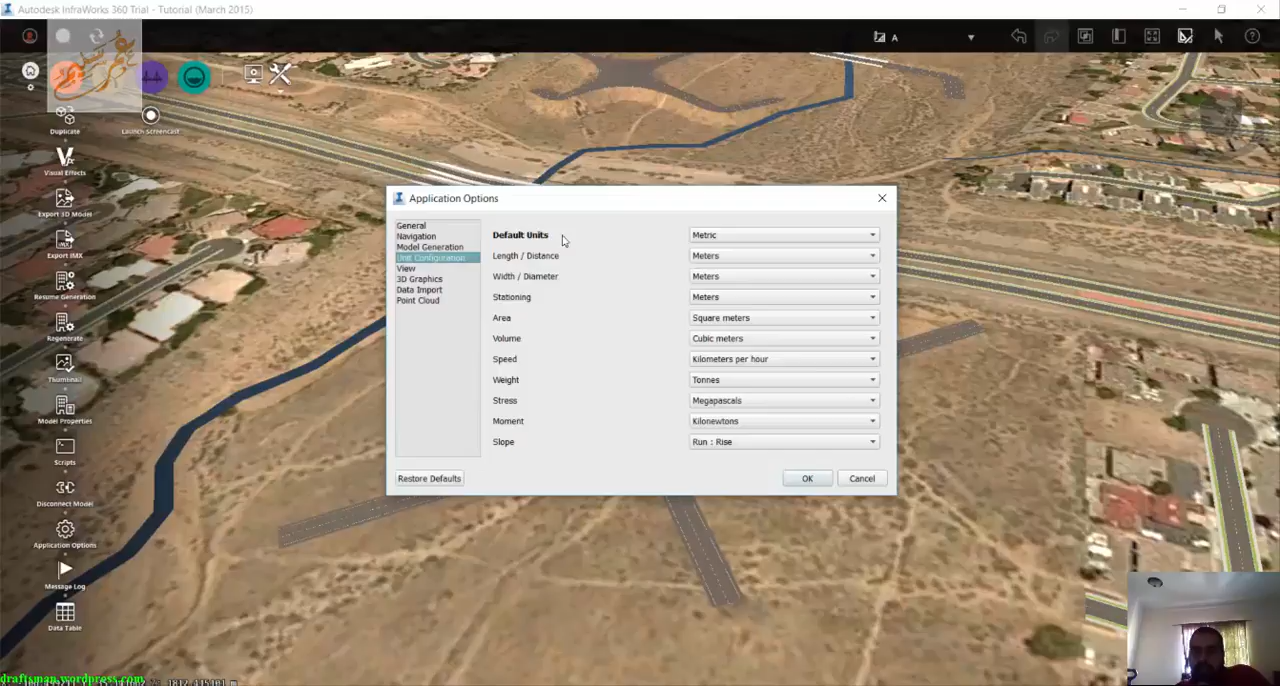 Autodesk InfraWorks 360 Trial - Tutorial (March 2015)
A
Duplicate
Launch Screencast
Visual Effects
Export 3D Model
Export IMX
Resume Generation
Regenerate
Thumbnail
Model Properties
Scripts
Disconnect Model
Application Options
Message Log
Data Table
Application Options
General
Navigation
Model Generation
Unit Configuration
View
3D Graphics
Data Import
Point Cloud
Default Units Metric
Length / Distance Meters
Width / Diameter Meters
Stationing Meters
Area Square meters
Volume Cubic meters
Speed Kilometers per hour
Weight Tonnes
Stress Megapascals
Moment Kilonewtons
Slope Run : Rise
Restore Defaults OK Cancel
draftsman.wordpress.com